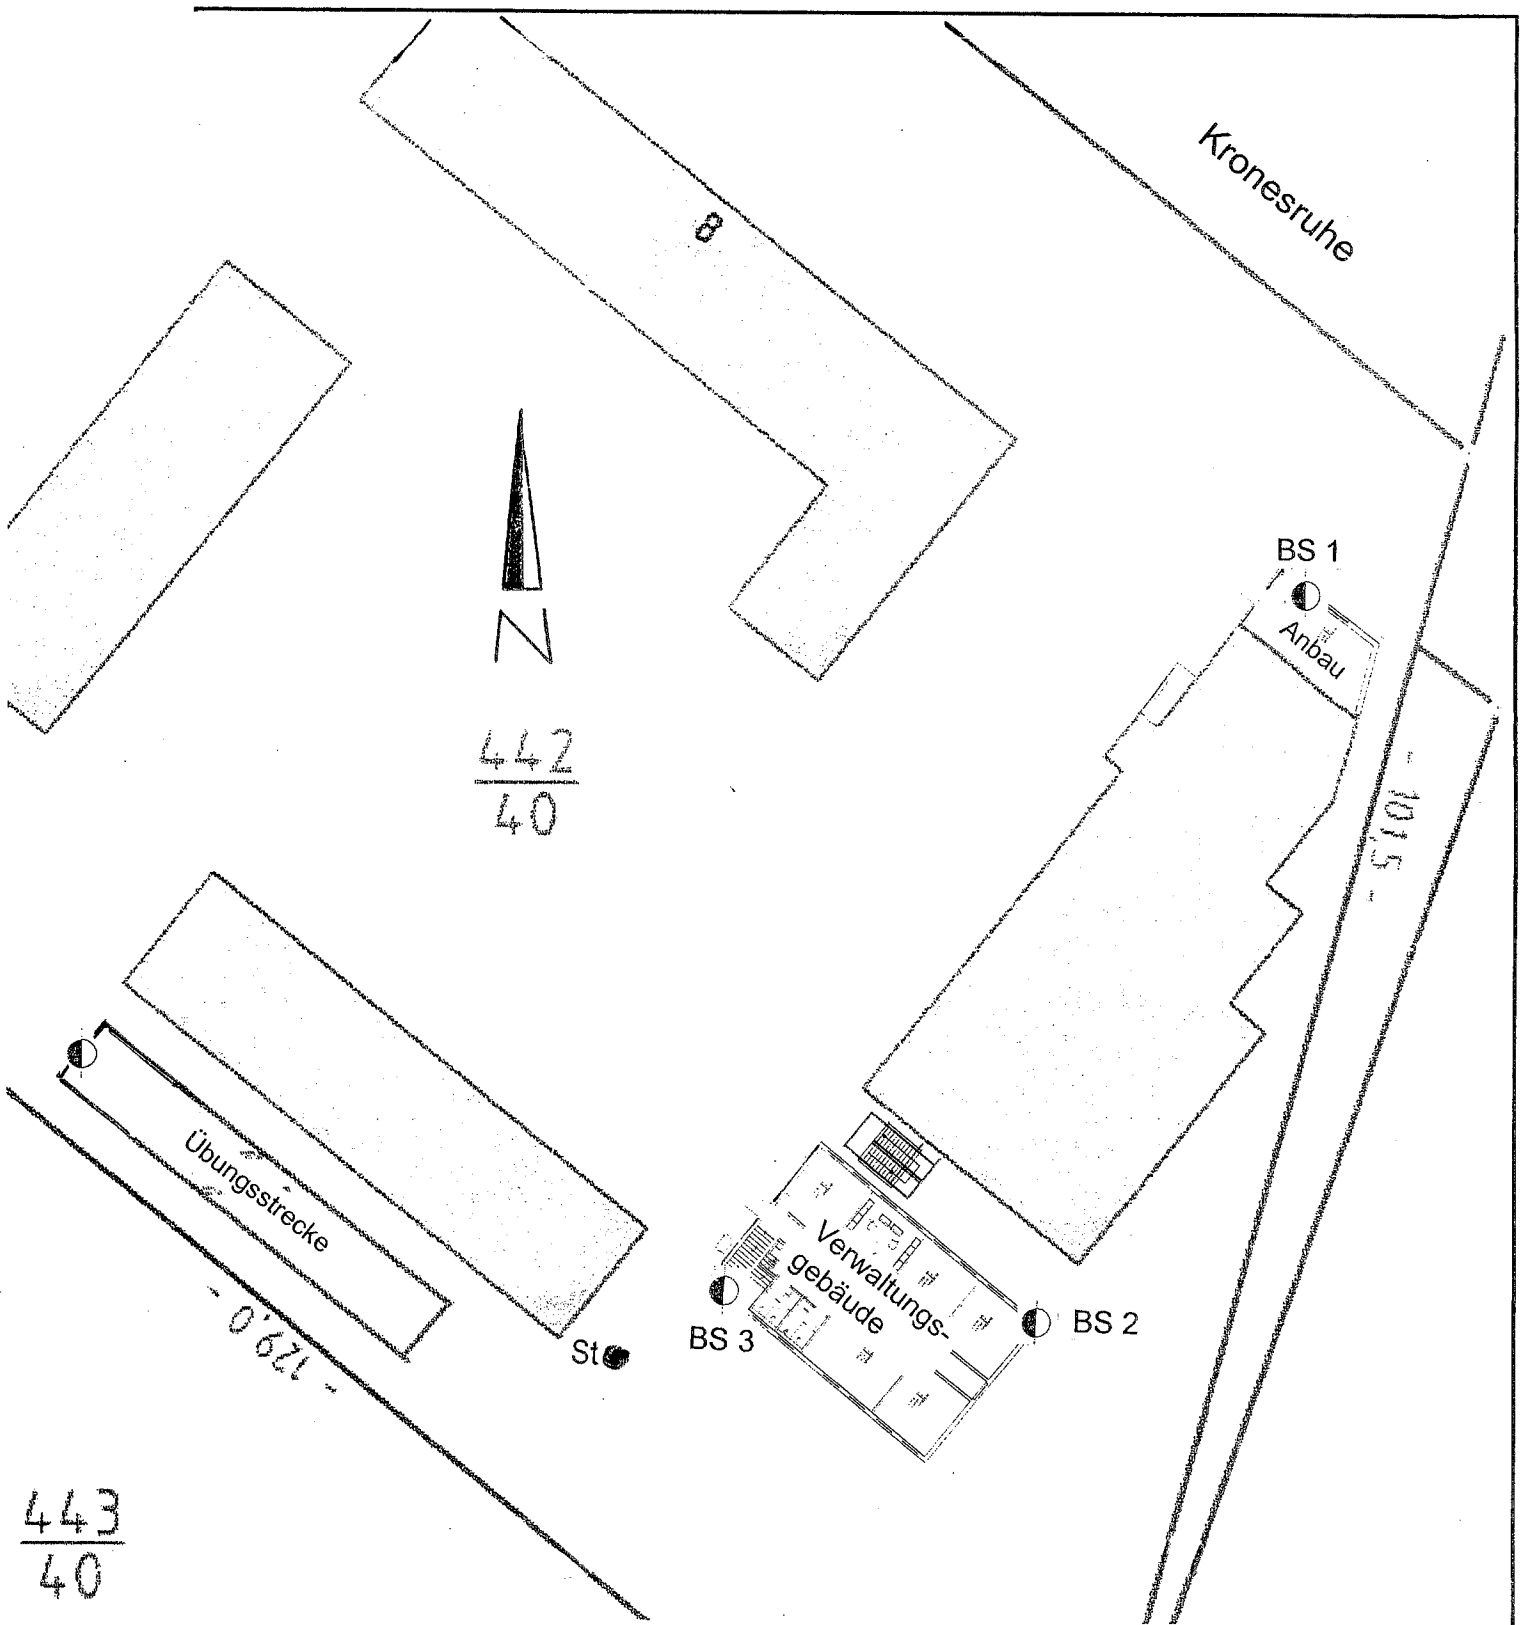 Kronesruhe
8
BS 1
Anbau
N
442
40
- 101,5 -
Übungsstrecke
Verwaltungs-
gebäude
BS 2
BS 3
St
- 129,0 -
443
40